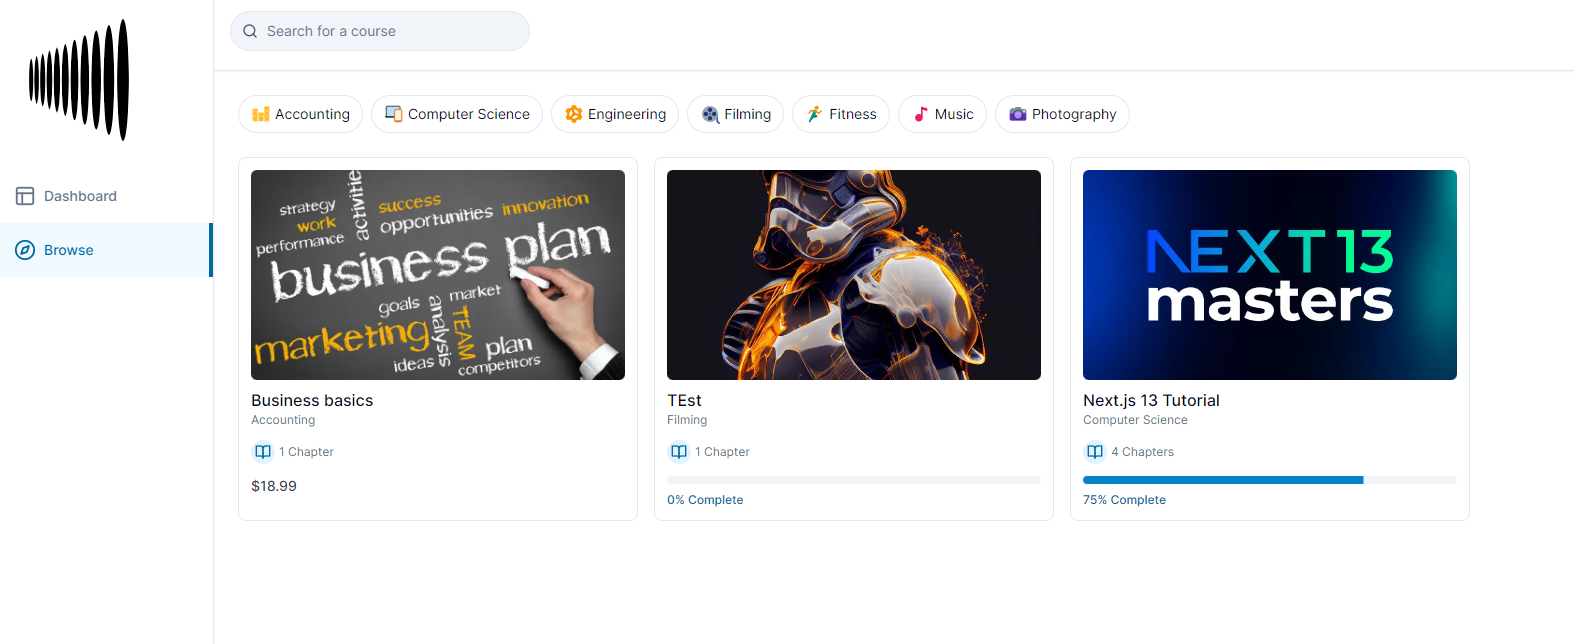 Search for a course
Accounting
Computer Science
Engineering
Filming
Fitness
Music
Photography
Dashboard
Browse
strategy
activitie
success
work
opportunities
innovation
performance
business plan
goals
market
marketing
analysis
TEAM
plan
ideas
competitors
Business basics
Accounting
1 Chapter
$18.99
TEst
Filming
1 Chapter
0% Complete
NEXT 13
masters
Next.js 13 Tutorial
Computer Science
4 Chapters
75% Complete